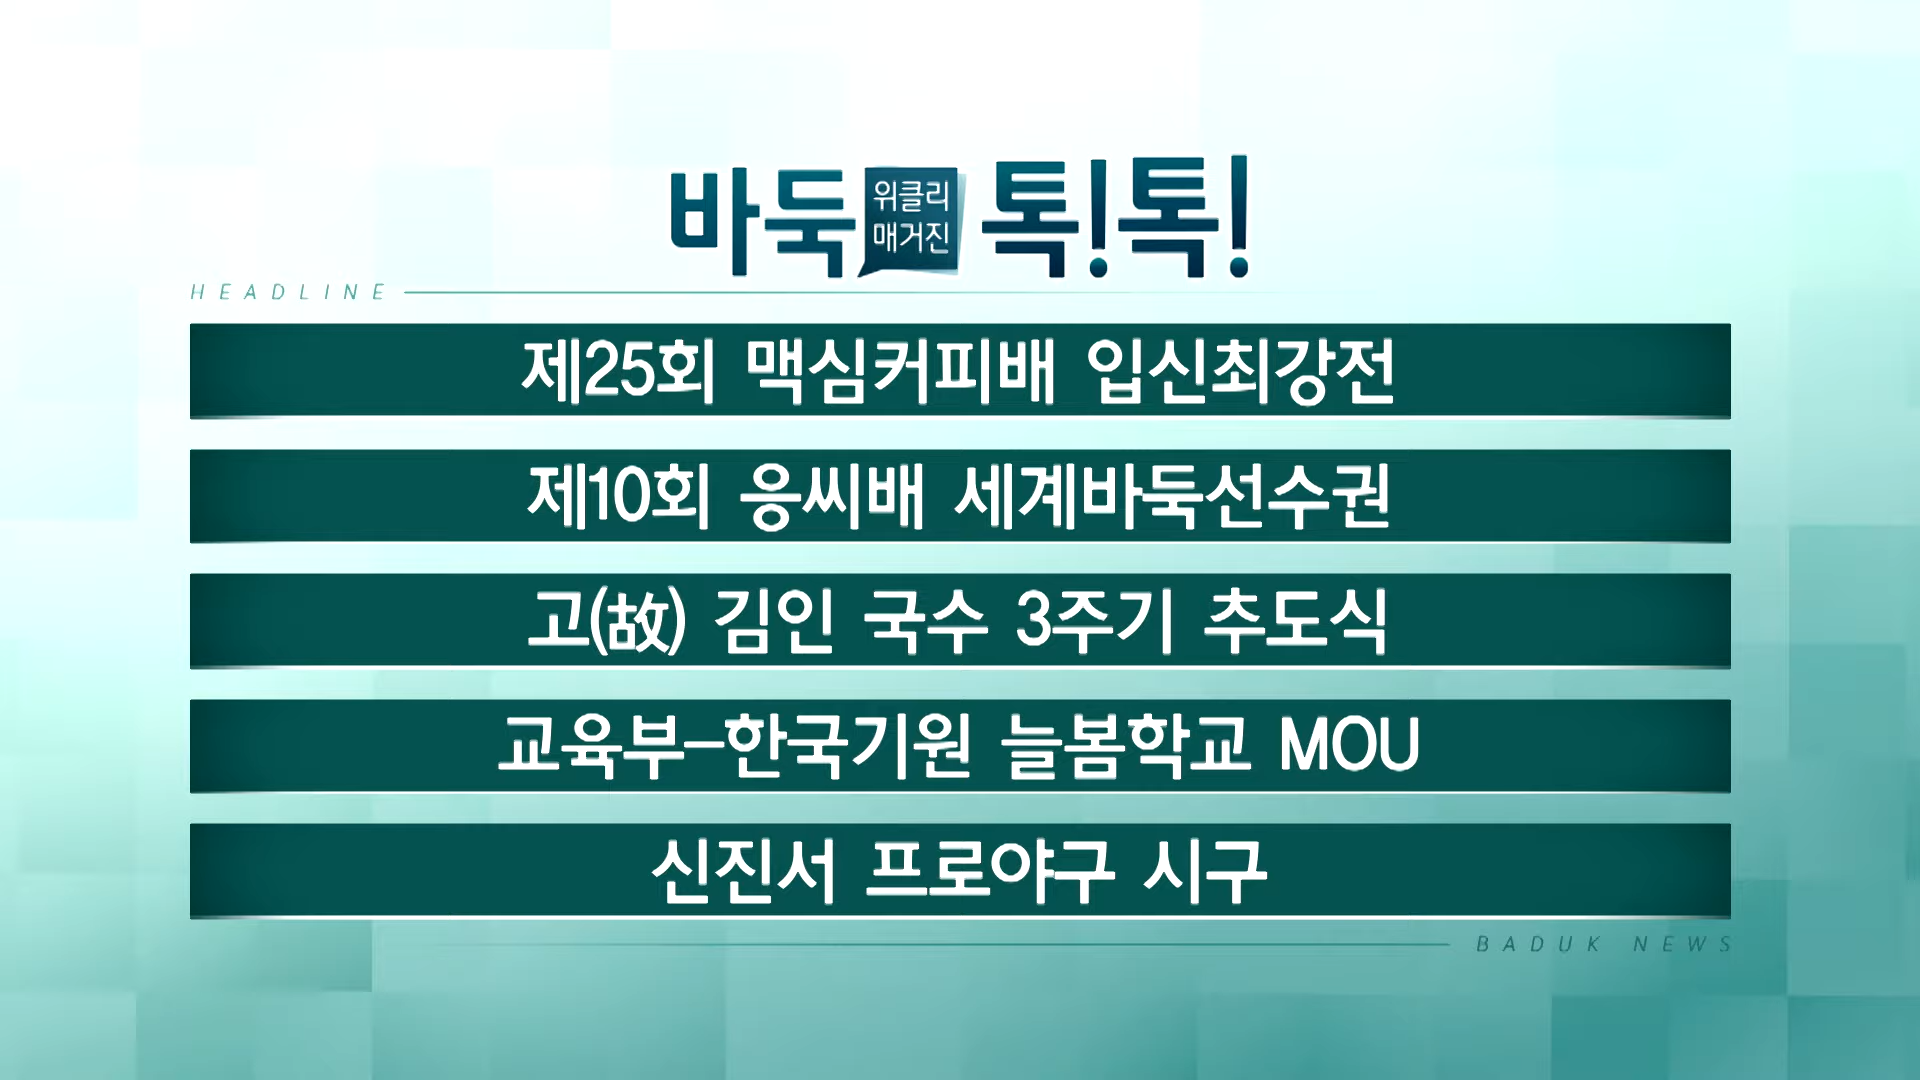 바둑 위클리 매거진 톡!톡!
HEADLINE
제25회 맥심커피배 입신최강전
제10회 응씨배 세계바둑선수권
고(故) 김인 국수 3주기 추도식
교육부-한국기원 늘봄학교 MOU
신진서 프로야구 시구
BADUK NEWS